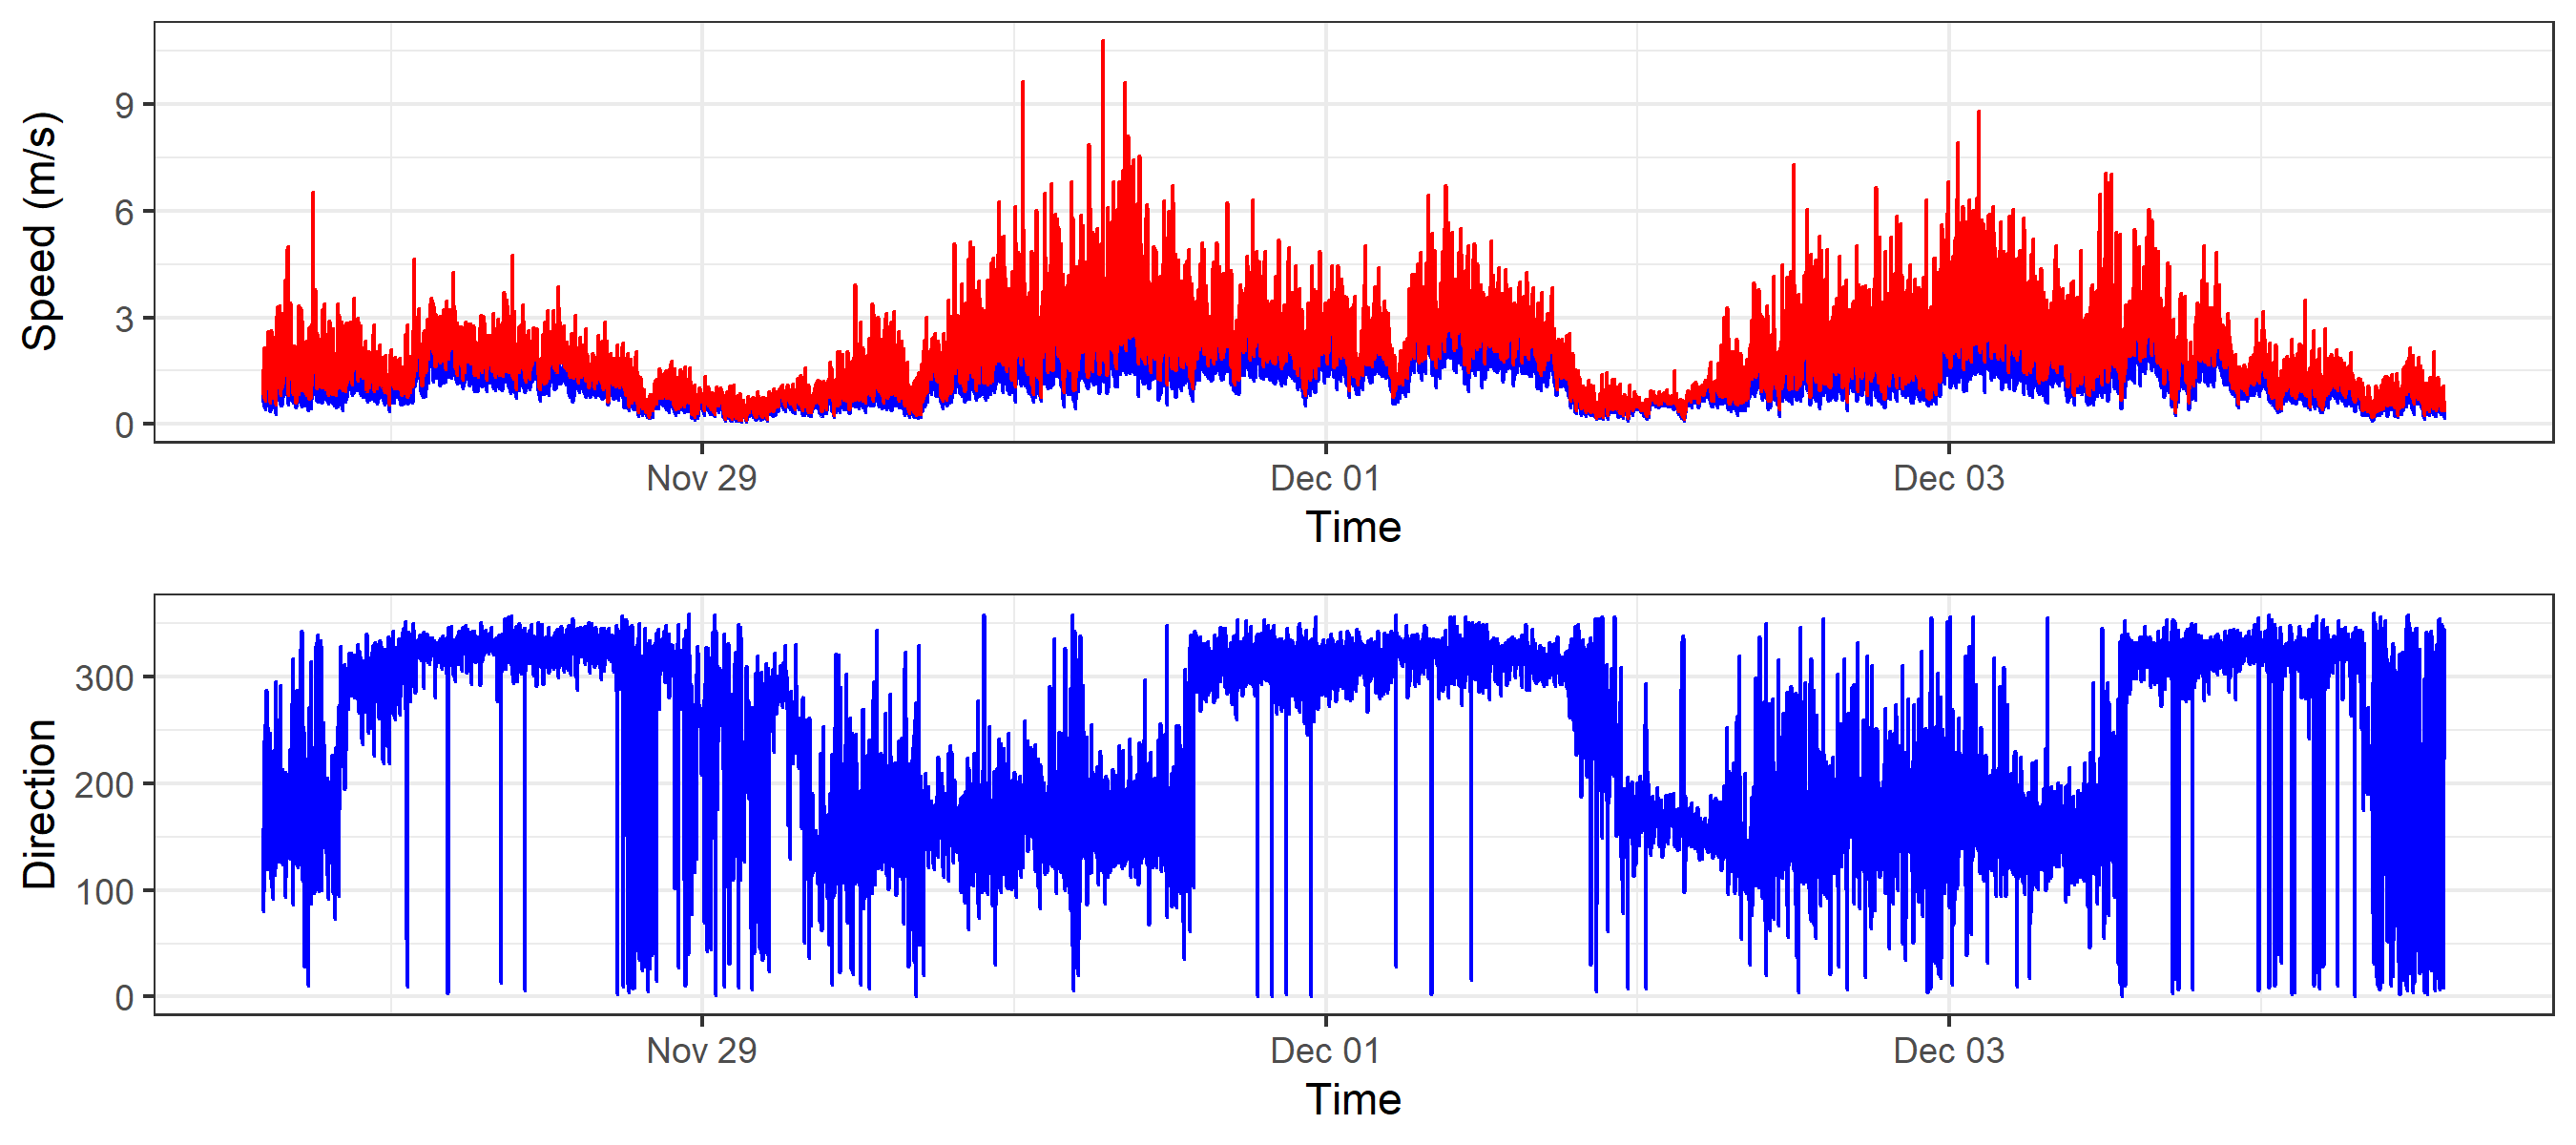 Speed (m/s)
9
6
3
0
Nov 29
Dec 01
Dec 03
Time
Direction
300
200
100
0
Nov 29
Dec 01
Dec 03
Time